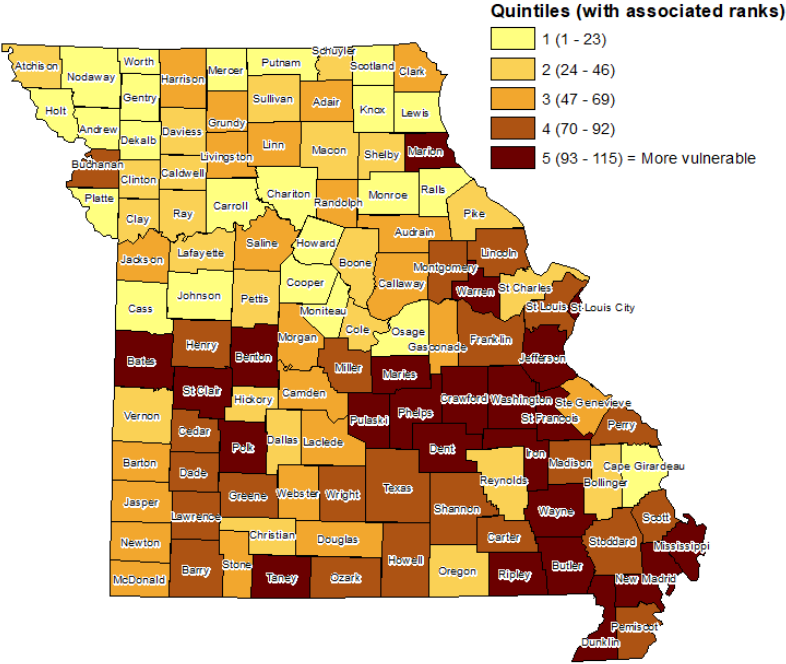 Quintiles (with associated ranks)
1 (1 - 23)
2 (24 - 46)
3 (47 - 69)
4 (70 - 92)
5 (93 - 115) = More vulnerable
Atchison
Nodaway
Worth
Harrison
Mercer
Putnam
Schuyler
Scotland
Clark
Holt
Gentry
Sullivan
Adair
Knox
Lewis
Andrew
Dekalb
Daviess
Grundy
Linn
Macon
Shelby
Marion
Buchanan
Clinton
Caldwell
Livingston
Chariton
Randolph
Monroe
Ralls
Platte
Clay
Ray
Carroll
Pike
Jackson
Lafayette
Saline
Howard
Boone
Audrain
Callaway
Montgomery
Lincoln
Warren
St Charles
St Louis
St Louis City
Cass
Johnson
Pettis
Cooper
Moniteau
Cole
Osage
Gasconade
Franklin
Jefferson
Bates
Henry
Benton
Morgan
Miller
Maries
St Clair
Hickory
Camden
Pulaski
Phelps
Crawford
Washington
St Francois
Ste Genevieve
Perry
Vernon
Cedar
Polk
Dallas
Laclede
Dent
Iron
Madison
Bollinger
Cape Girardeau
Barton
Dade
Greene
Webster
Wright
Texas
Reynolds
Shannon
Wayne
Scott
Jasper
Lawrence
Christian
Douglas
Carter
Stoddard
Mississippi
Newton
McDonald
Barry
Stone
Taney
Ozark
Howell
Oregon
Ripley
Butler
New Madrid
Pemiscot
Dunklin